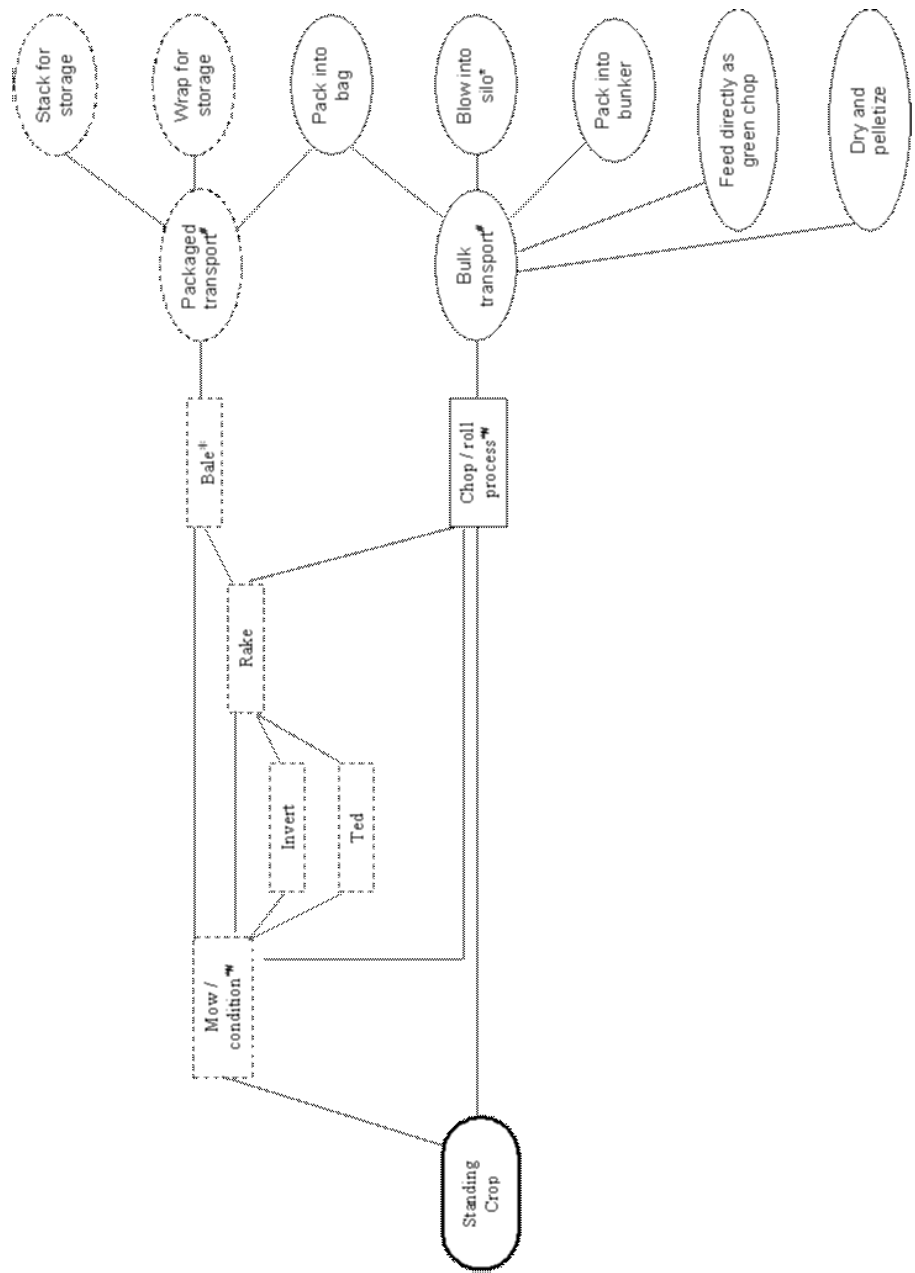 Standing
Crop
Mow /
condition*#
Invert
Ted
Rake
Bale*
Chop / roll
process*#
Packaged
transport#
Bulk
transport#
Stack for
storage
Wrap for
storage
Pack into
bag
Blow into
silo*
Pack into
bunker
Feed directly as
green chop
Dry and
pelletize